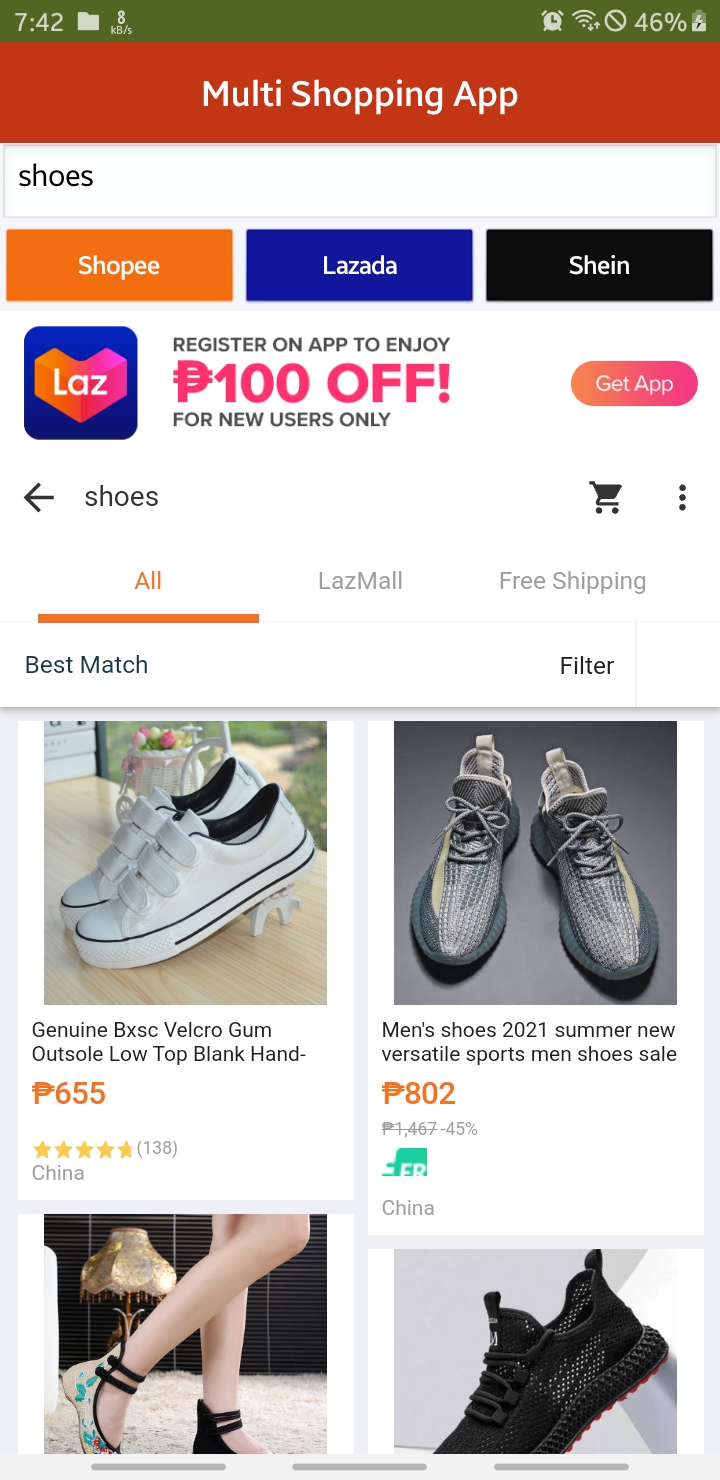 7:42 8 kB/s 46%
Multi Shopping App
shoes
Shopee Lazada Shein
Laz
REGISTER ON APP TO ENJOY
₱100 OFF!
FOR NEW USERS ONLY
Get App
shoes
All LazMall Free Shipping
Best Match Filter
Genuine Bxsc Velcro Gum
Outsole Low Top Blank Hand-
₱655
(138)
China
Men's shoes 2021 summer new
versatile sports men shoes sale
₱802
₱1,467 -45%
China